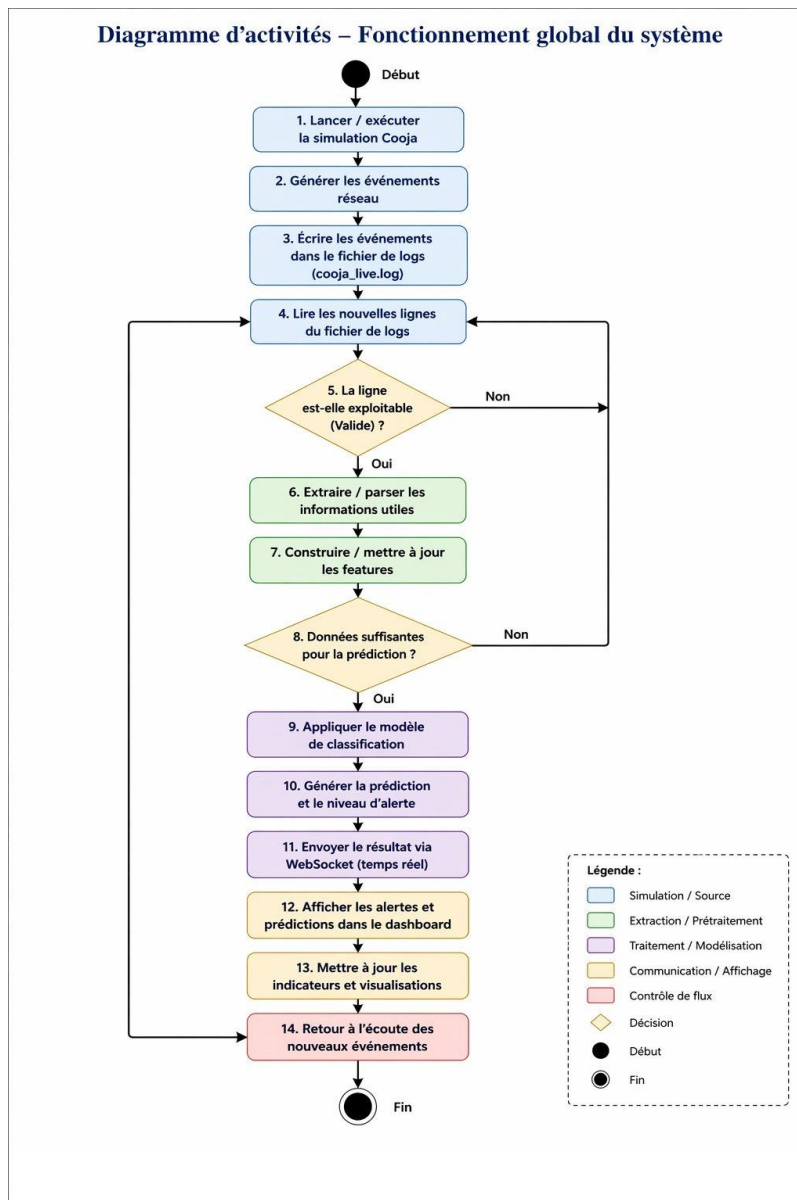 Diagramme d'activités – Fonctionnement global du système
Début
1. Lancer / exécuter
la simulation Cooja
2. Générer les événements
réseau
3. Écrire les événements
dans le fichier de logs
(cooja_live.log)
4. Lire les nouvelles lignes
du fichier de logs
5. La ligne
est-elle exploitable
(Valide) ?
Non
Oui
6. Extraire / parser les
informations utiles
7. Construire / mettre à jour
les features
8. Données suffisantes
pour la prédiction ?
Non
Oui
9. Appliquer le modèle
de classification
10. Générer la prédiction
et le niveau d'alerte
11. Envoyer le résultat via
WebSocket (temps réel)
12. Afficher les alertes et
prédictions dans le dashboard
13. Mettre à jour les
indicateurs et visualisations
14. Retour à l'écoute des
nouveaux événements
Fin
Légende :
Simulation / Source
Extraction / Prétraitement
Traitement / Modélisation
Communication / Affichage
Contrôle de flux
Décision
Début
Fin